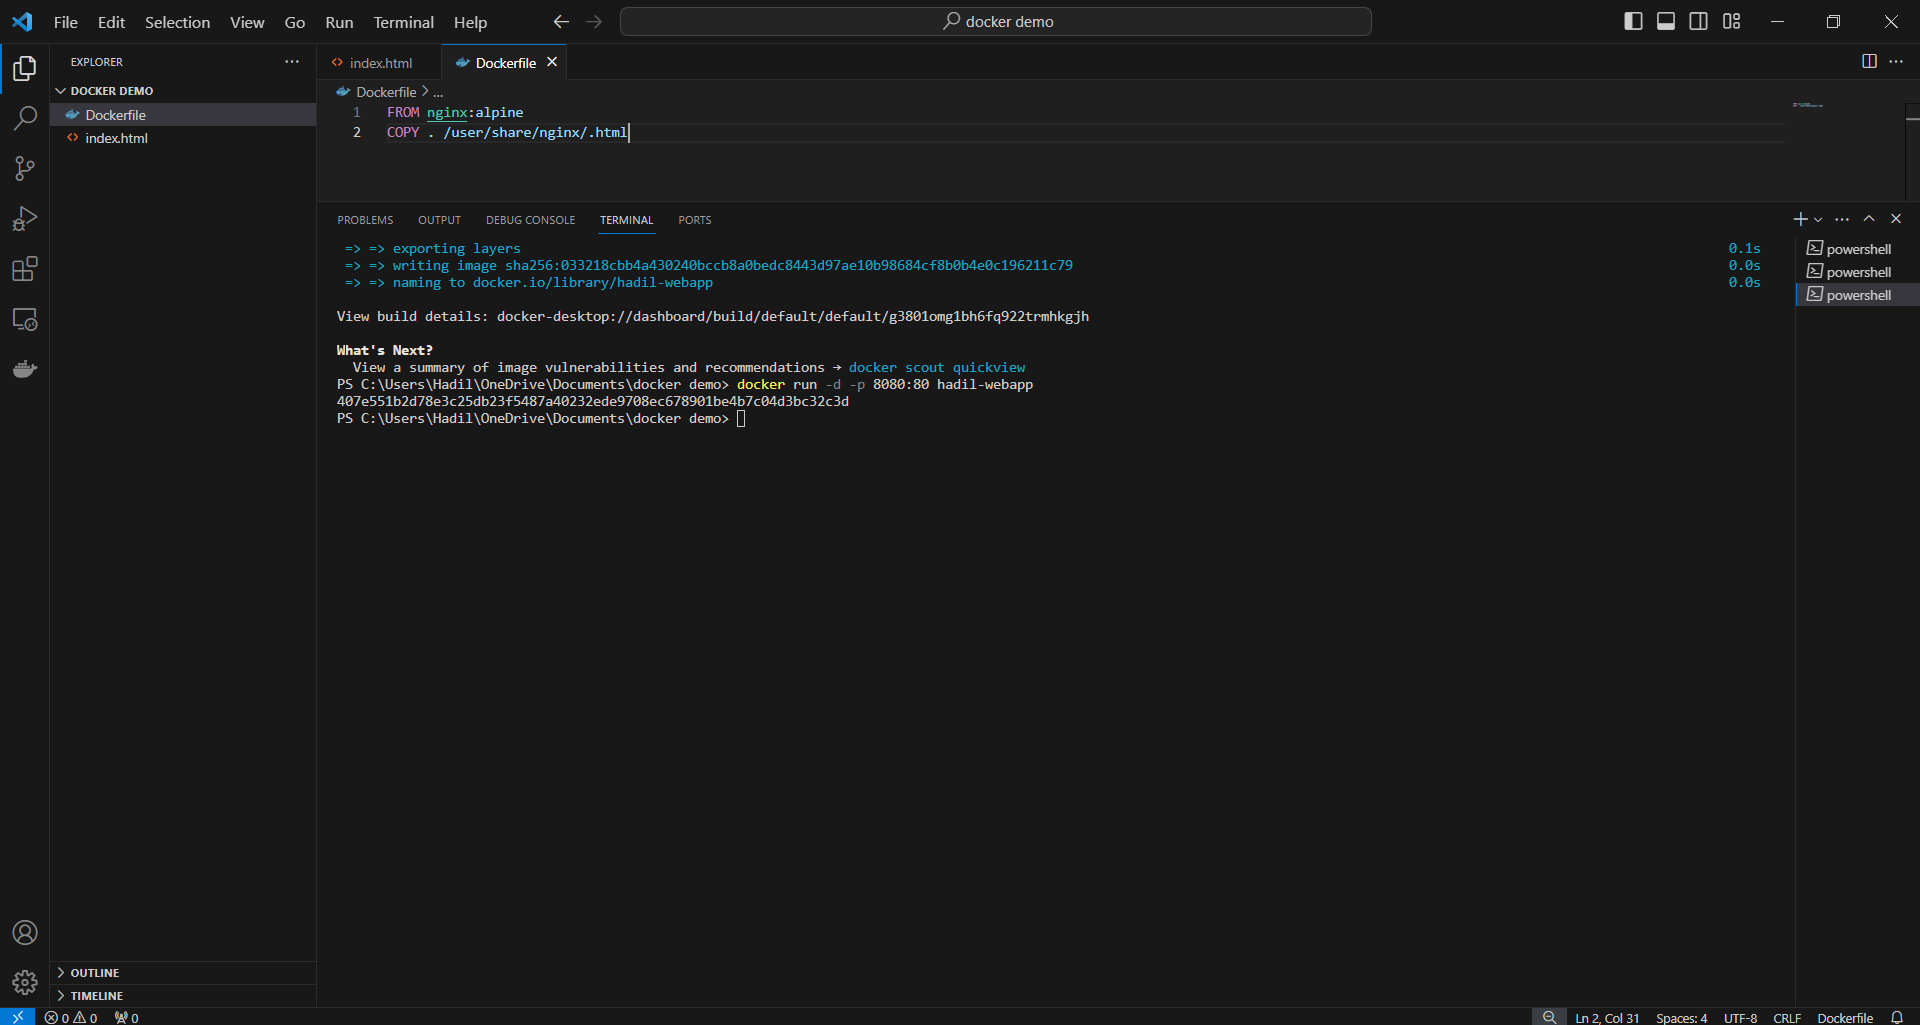 File Edit Selection View Go Run Terminal Help
docker demo
EXPLORER
DOCKER DEMO
Dockerfile
index.html
OUTLINE
TIMELINE
index.html
Dockerfile
Dockerfile > ...
1 FROM nginx:alpine
2 COPY . /user/share/nginx/.html
PROBLEMS OUTPUT DEBUG CONSOLE TERMINAL PORTS
=> => exporting layers 0.1s
=> => writing image sha256:033218cbb4a430240bccb8a0bedc8443d97ae10b98684cf8b0b4e0c196211c79 0.0s
=> => naming to docker.io/library/hadil-webapp 0.0s
View build details: docker-desktop://dashboard/build/default/default/g3801omg1bh6fq922trmhkgjh
What's Next?
View a summary of image vulnerabilities and recommendations → docker scout quickview
PS C:\Users\Hadil\OneDrive\Documents\docker demo> docker run -d -p 8080:80 hadil-webapp
407e551b2d78e3c25db23f5487a40232ede9708ec678901be4b7c04d3bc32c3d
PS C:\Users\Hadil\OneDrive\Documents\docker demo>
powershell
powershell
powershell
0 0 0
Ln 2, Col 31 Spaces: 4 UTF-8 CRLF Dockerfile